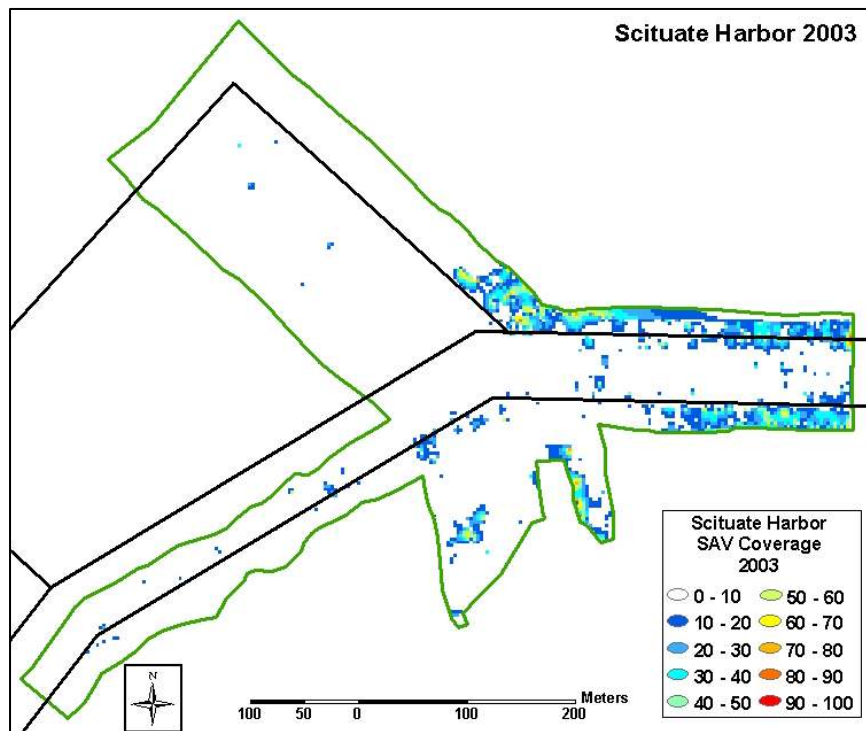 Scituate Harbor 2003
Scituate Harbor
SAV Coverage
2003
0 - 10
50 - 60
10 - 20
60 - 70
20 - 30
70 - 80
30 - 40
80 - 90
40 - 50
90 - 100
N
Meters
100 50 0 100 200